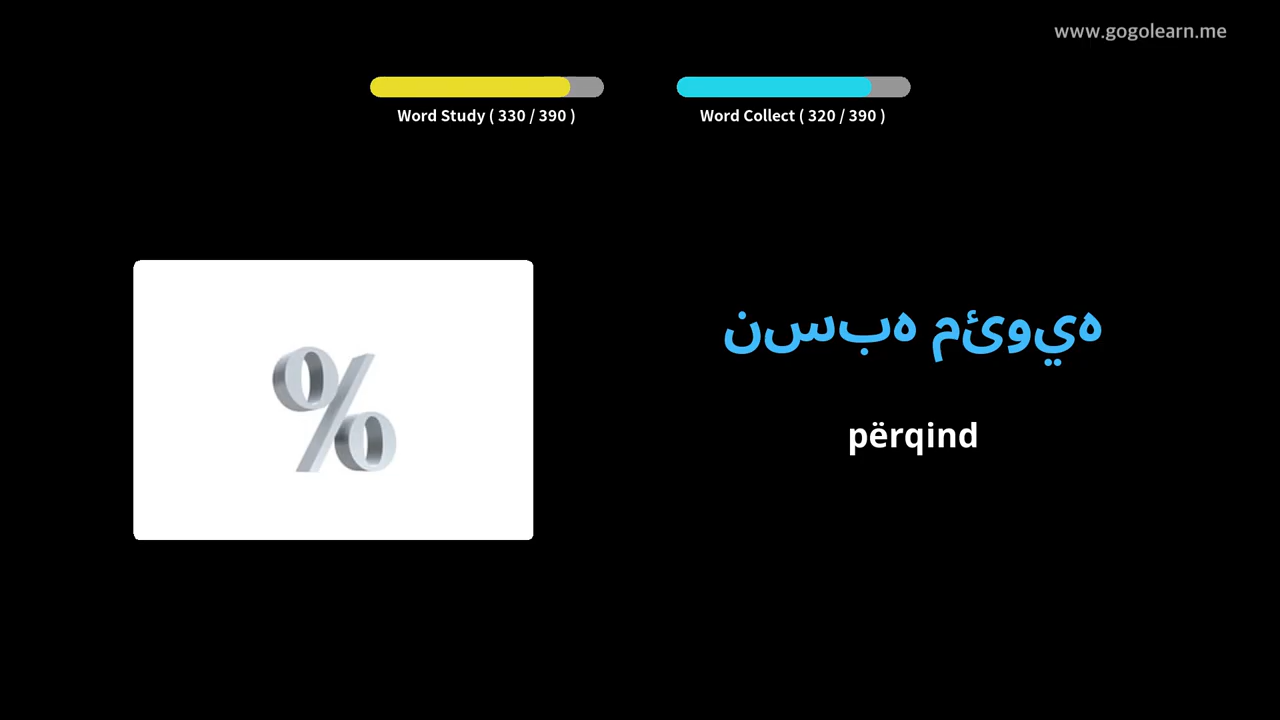 www.gogolearn.me
Word Study ( 330 / 390 )
Word Collect ( 320 / 390 )
نسبه مئويه
përqind